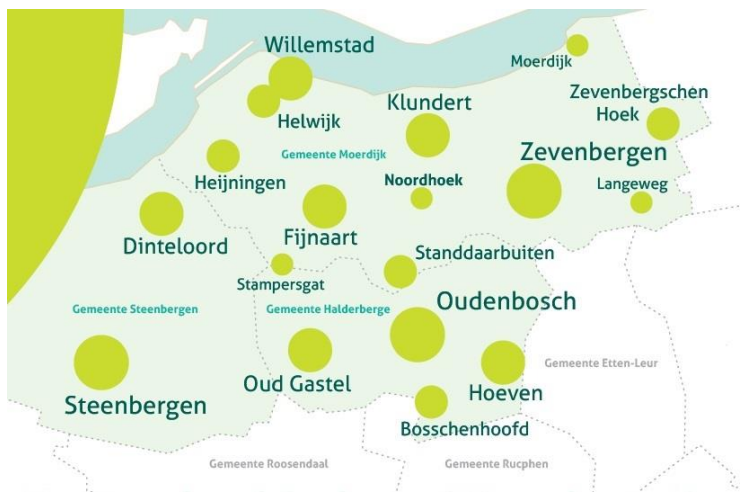 Willemstad
Moerdijk
Zevenbergschen
Hoek
Klundert
Helwijk
Gemeente Moerdijk
Zevenbergen
Heijningen
Noordhoek
Langeweg
Fijnaart
Dinteloord
Standdaarbuiten
Stampersgat
Oudenbosch
Gemeente Steenbergen
Gemeente Halderberge
Gemeente Etten-Leur
Oud Gastel
Hoeven
Steenbergen
Bosschenhoofd
Gemeente Roosendaal
Gemeente Rucphen